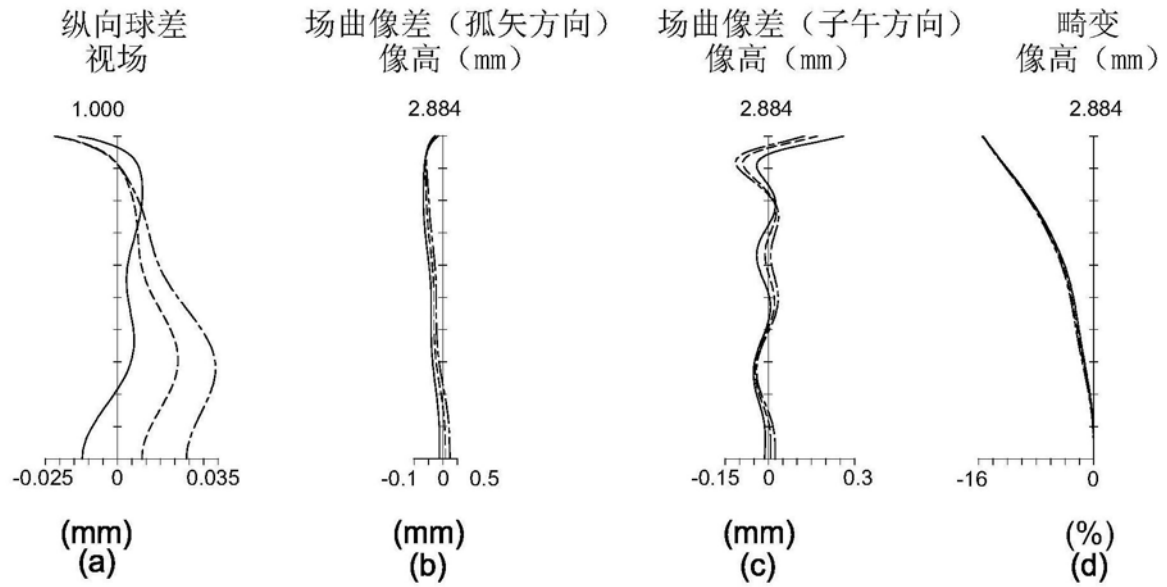 纵向球差
视场
1.000
-0.025 0 0.035
(mm)
(a)
场曲像差（孤矢方向）
像高（mm）
2.884
-0.1 0 0.5
(mm)
(b)
场曲像差（子午方向）
像高（mm）
2.884
-0.15 0 0.3
(mm)
(c)
畸变
像高（mm）
2.884
-16 0
(%)
(d)